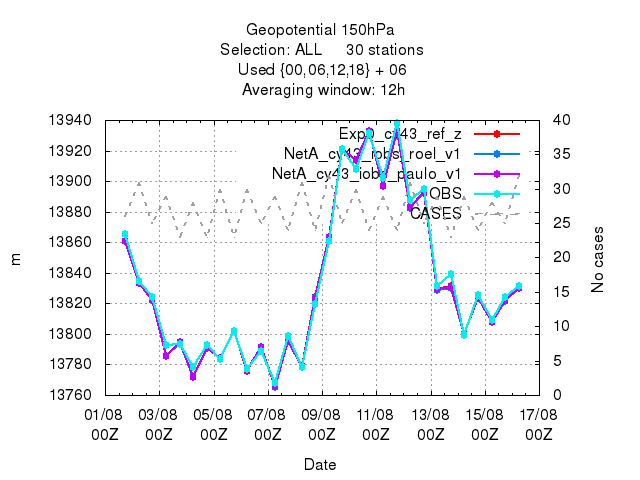 Geopotential 150hPa
Selection: ALL 30 stations
Used {00,06,12,18} + 06
Averaging window: 12h
13940
13920
13900
13880
13860
13840
13820
13800
13780
13760
40
35
30
25
20
15
10
5
0
m
No cases
NetA_cy43_iobs_roel_v1
NetA_cy43_iobs_paulo_v1
OBS
CASES
01/08 03/08 05/08 07/08 09/08 11/08 13/08 15/08 17/08
00Z 00Z 00Z 00Z 00Z 00Z 00Z 00Z 00Z
Date